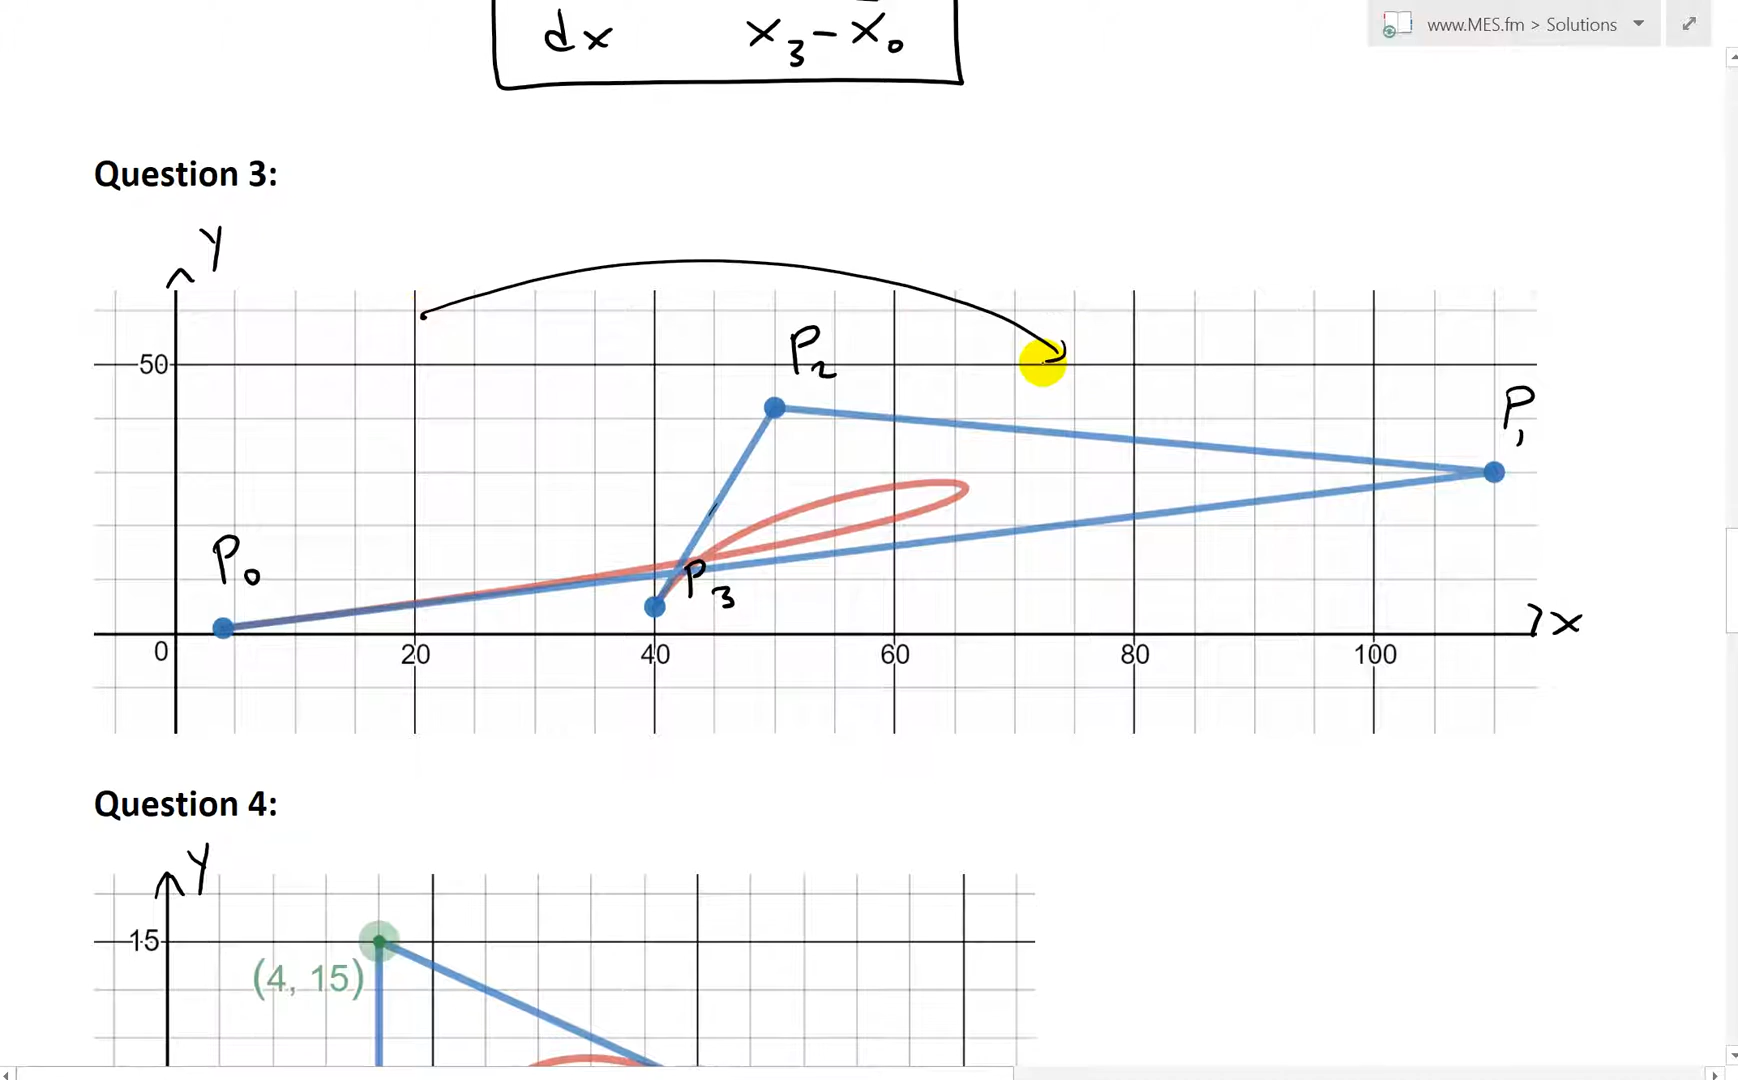 dx x₃ - x₀
www.MES.fm > Solutions
Question 3:
y
50
P₂
P₁
P₀
P₃
x
0 20 40 60 80 100
Question 4:
y
15
(4, 15)